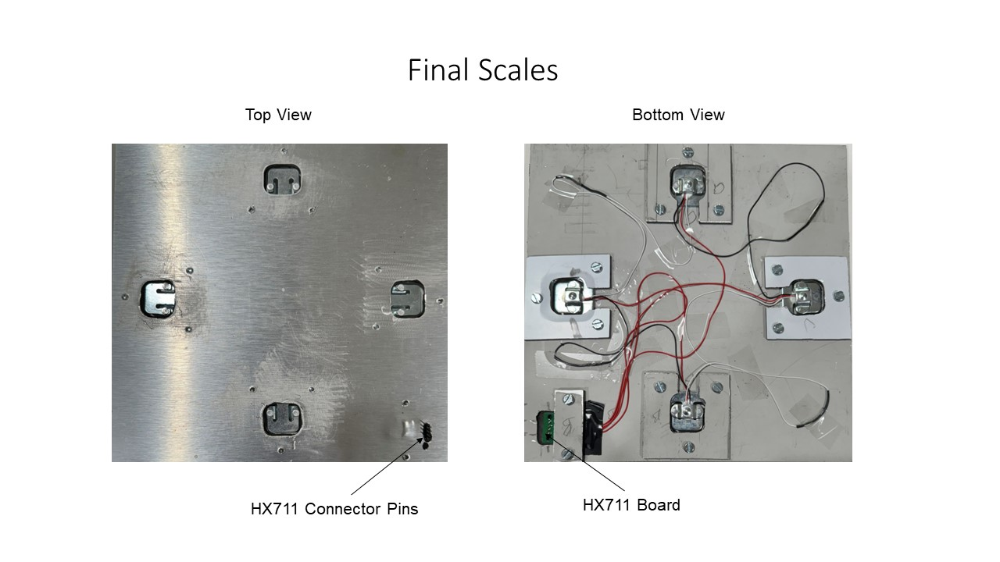 Final Scales
Top View
Bottom View
HX711 Connector Pins
HX711 Board